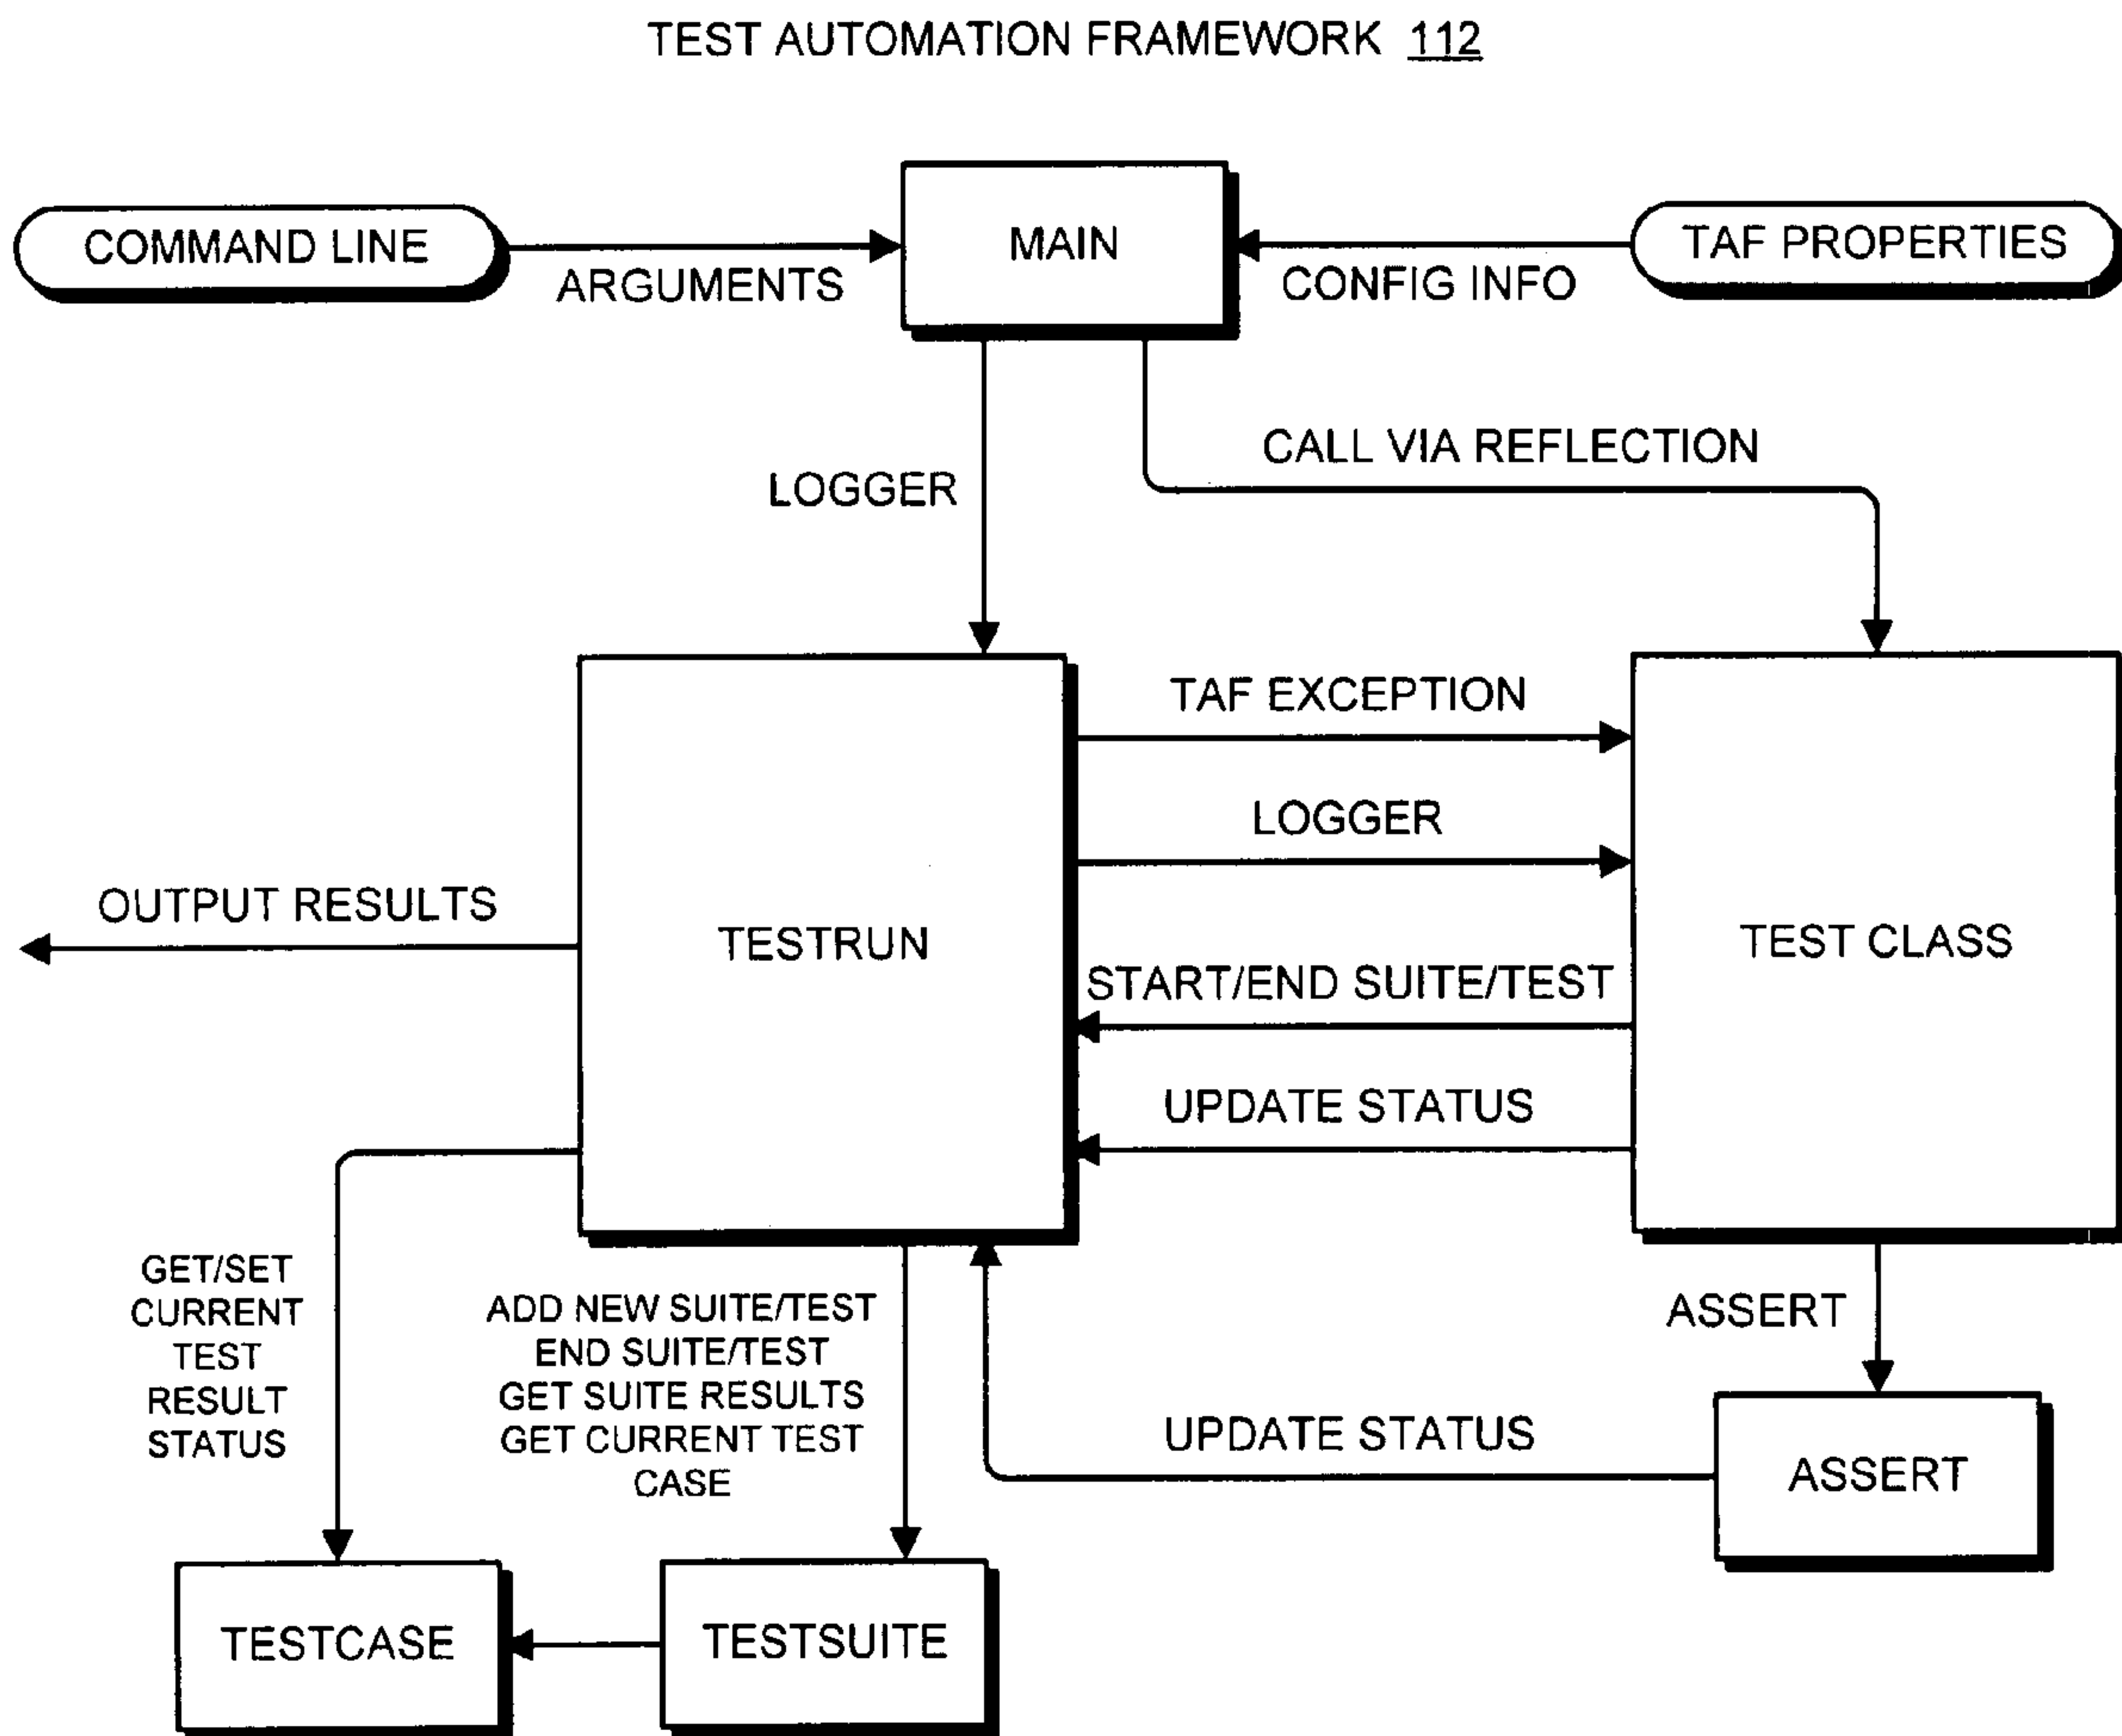 TEST AUTOMATION FRAMEWORK 112
COMMAND LINE
ARGUMENTS
MAIN
CONFIG INFO
TAF PROPERTIES
LOGGER
CALL VIA REFLECTION
TAF EXCEPTION
LOGGER
OUTPUT RESULTS
TESTRUN
TEST CLASS
START/END SUITE/TEST
UPDATE STATUS
GET/SET
CURRENT
TEST
RESULT
STATUS
ADD NEW SUITE/TEST
END SUITE/TEST
GET SUITE RESULTS
GET CURRENT TEST
CASE
ASSERT
UPDATE STATUS
ASSERT
TESTCASE
TESTSUITE